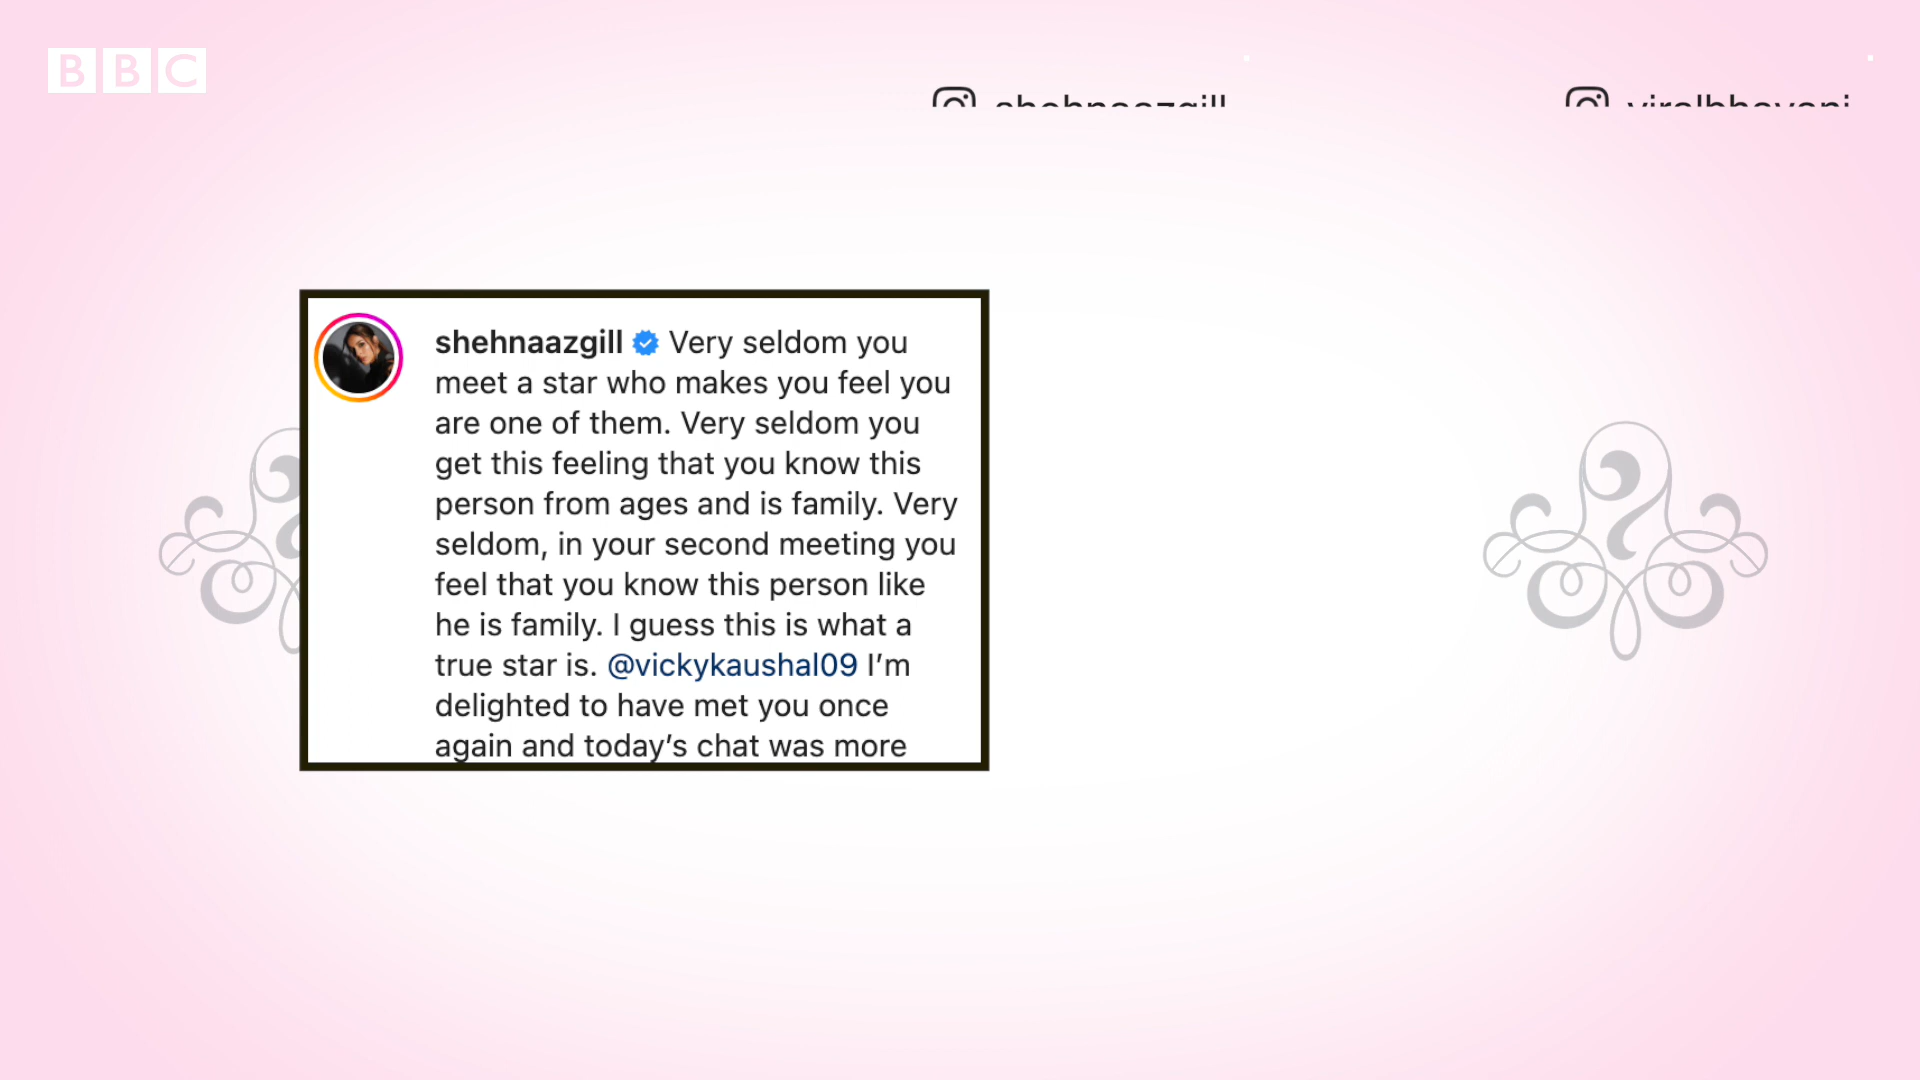 BBC
shehnaazgill
viralbhayani
shehnaazgill Very seldom you
meet a star who makes you feel you
are one of them. Very seldom you
get this feeling that you know this
person from ages and is family. Very
seldom, in your second meeting you
feel that you know this person like
he is family. I guess this is what a
true star is. @vickykaushal09 I’m
delighted to have met you once
again and today’s chat was more